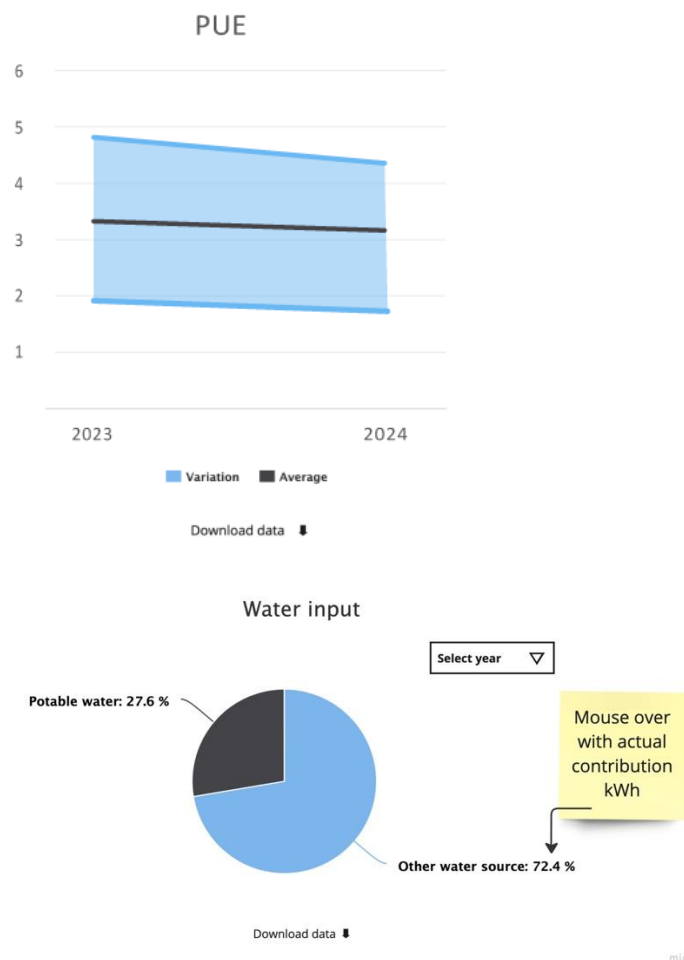 PUE
6
5
4
3
2
1
2023 2024
Variation Average
Download data
Water input
Select year
Potable water: 27.6 %
Mouse over
with actual
contribution
kWh
Other water source: 72.4 %
Download data